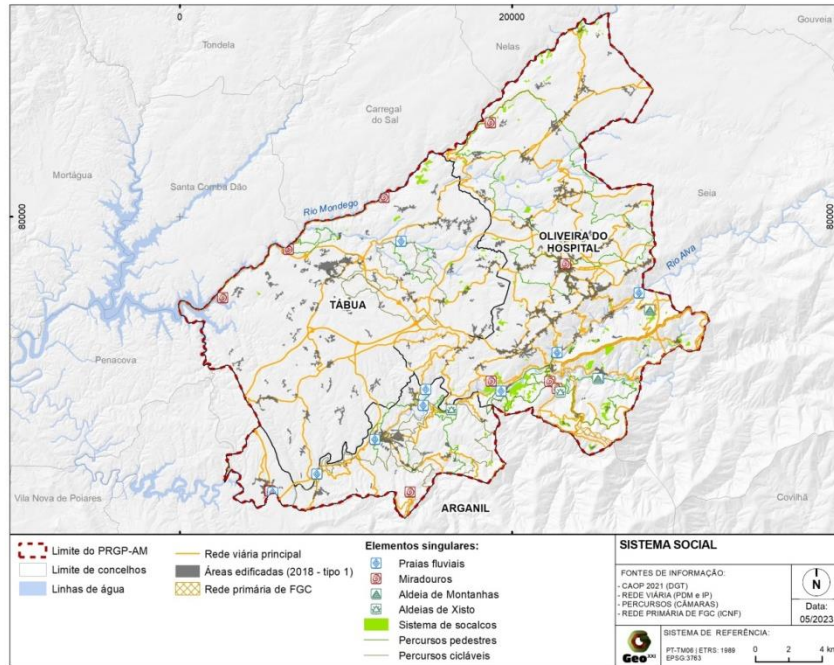 0
20000
Gouveia
Tondela
Nelas
Carregal
do Sal
Mortágua
Santa Comba Dão
Rio Mondego
Seia
80000
80000
OLIVEIRA DO
HOSPITAL
Rio Alva
TÁBUA
Penacova
Vila Nova de Poiares
ARGANIL
Covilhã
Limite do PRGP-AM
Limite de concelhos
Linhas de água
Rede viária principal
Áreas edificadas (2018 - tipo 1)
Rede primária de FGC
Elementos singulares:
Praias fluviais
Miradouros
Aldeia de Montanhas
Aldeias de Xisto
Sistema de socalcos
Percursos pedestres
Percursos cicláveis
SISTEMA SOCIAL
FONTES DE INFORMAÇÃO:
- CAOP 2021 (DGT)
- REDE VIÁRIA (PDM e IP)
- PERCURSOS (CÂMARAS)
- REDE PRIMÁRIA DE FGC (ICNF)
N
Data:
05/2023
Geo XXI
SISTEMA DE REFERÊNCIA:
PT-TM06 | ETRS: 1989
EPSG:3763
0 2 4 km